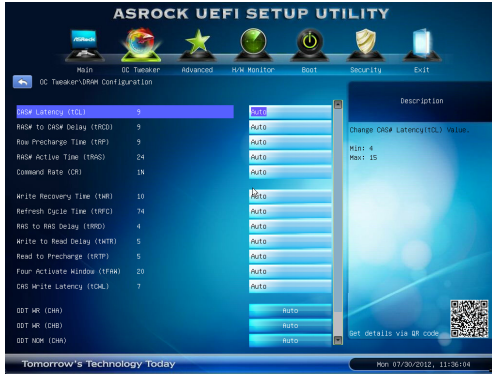 ASROCK UEFI SETUP UTILITY
ASRock
Main OC Tweaker Advanced H/W Monitor Boot Security Exit
OC Tweaker\DRAM Configuration
Description
CAS# Latency (tCL) 9 Auto
RAS# to CAS# Delay (tRCD) 9 Auto
Row Precharge Time (tRP) 9 Auto
RAS# Active Time (tRAS) 24 Auto
Command Rate (CR) 1N Auto
Write Recovery Time (tWR) 10 Auto
Refresh Cycle Time (tRFC) 74 Auto
RAS to RAS Delay (tRRD) 4 Auto
Write to Read Delay (tWTR) 5 Auto
Read to Precharge (tRTP) 5 Auto
Four Activate Window (tFAW) 20 Auto
CAS Write Latency (tCWL) 7 Auto
ODT WR (CHA) Auto
ODT WR (CHB) Auto
ODT NOM (CHA) Auto
Change CAS# Latency(tCL) Value.
Min: 4
Max: 15
Get details via QR code
Tomorrow's Technology Today
Mon 07/30/2012, 11:36:04